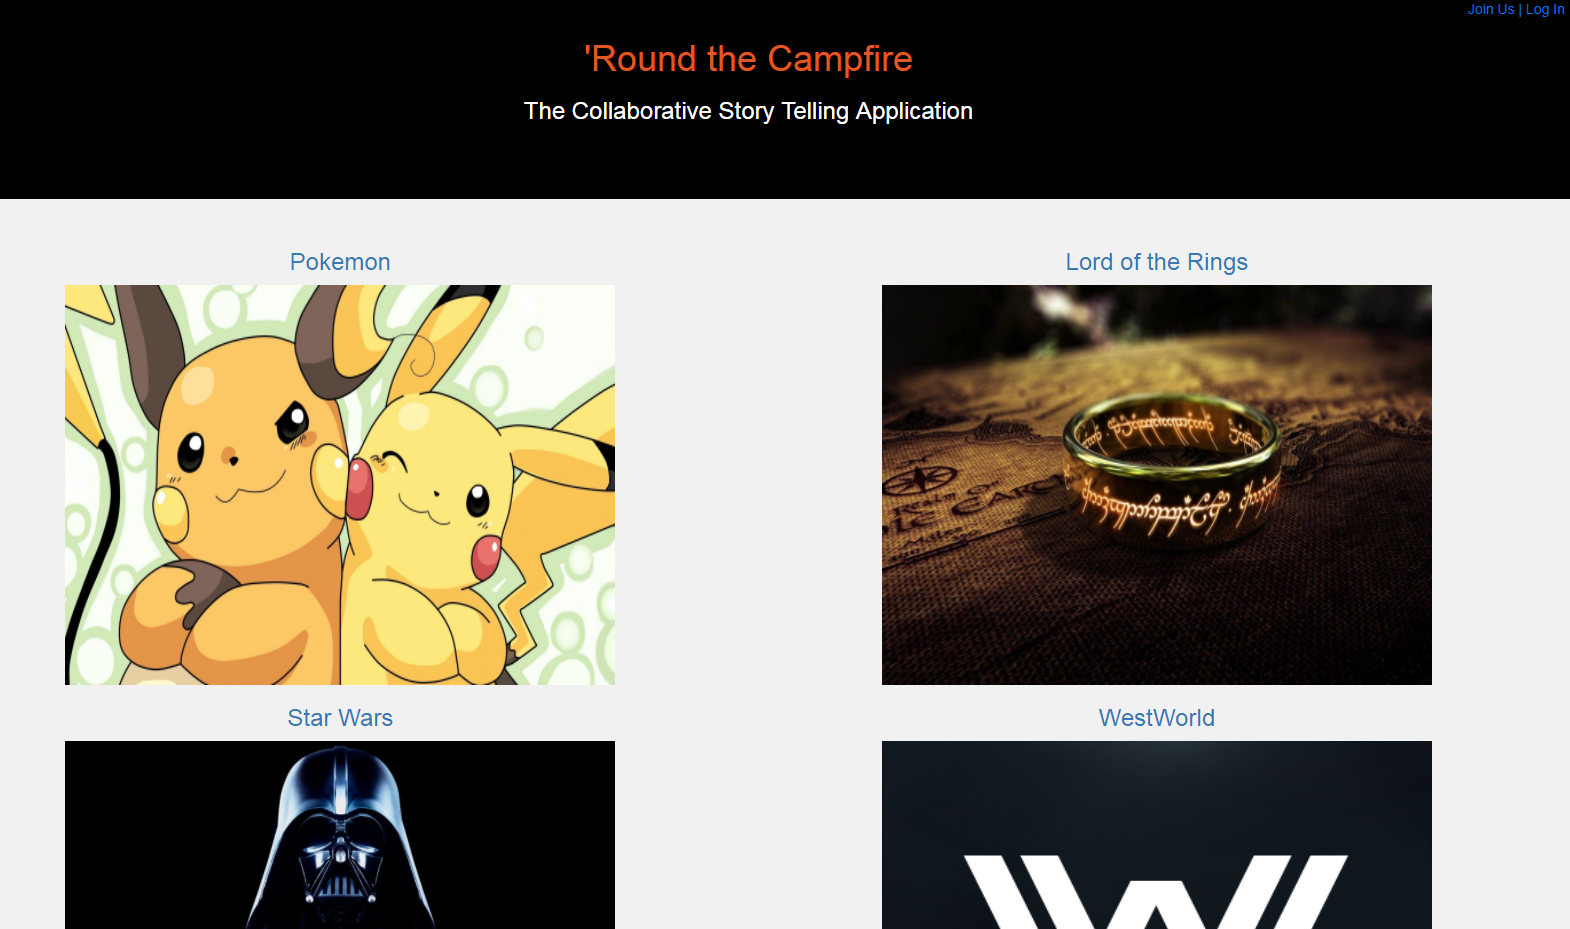 Join Us | Log In
'Round the Campfire
The Collaborative Story Telling Application
Pokemon
Lord of the Rings
Star Wars
WestWorld